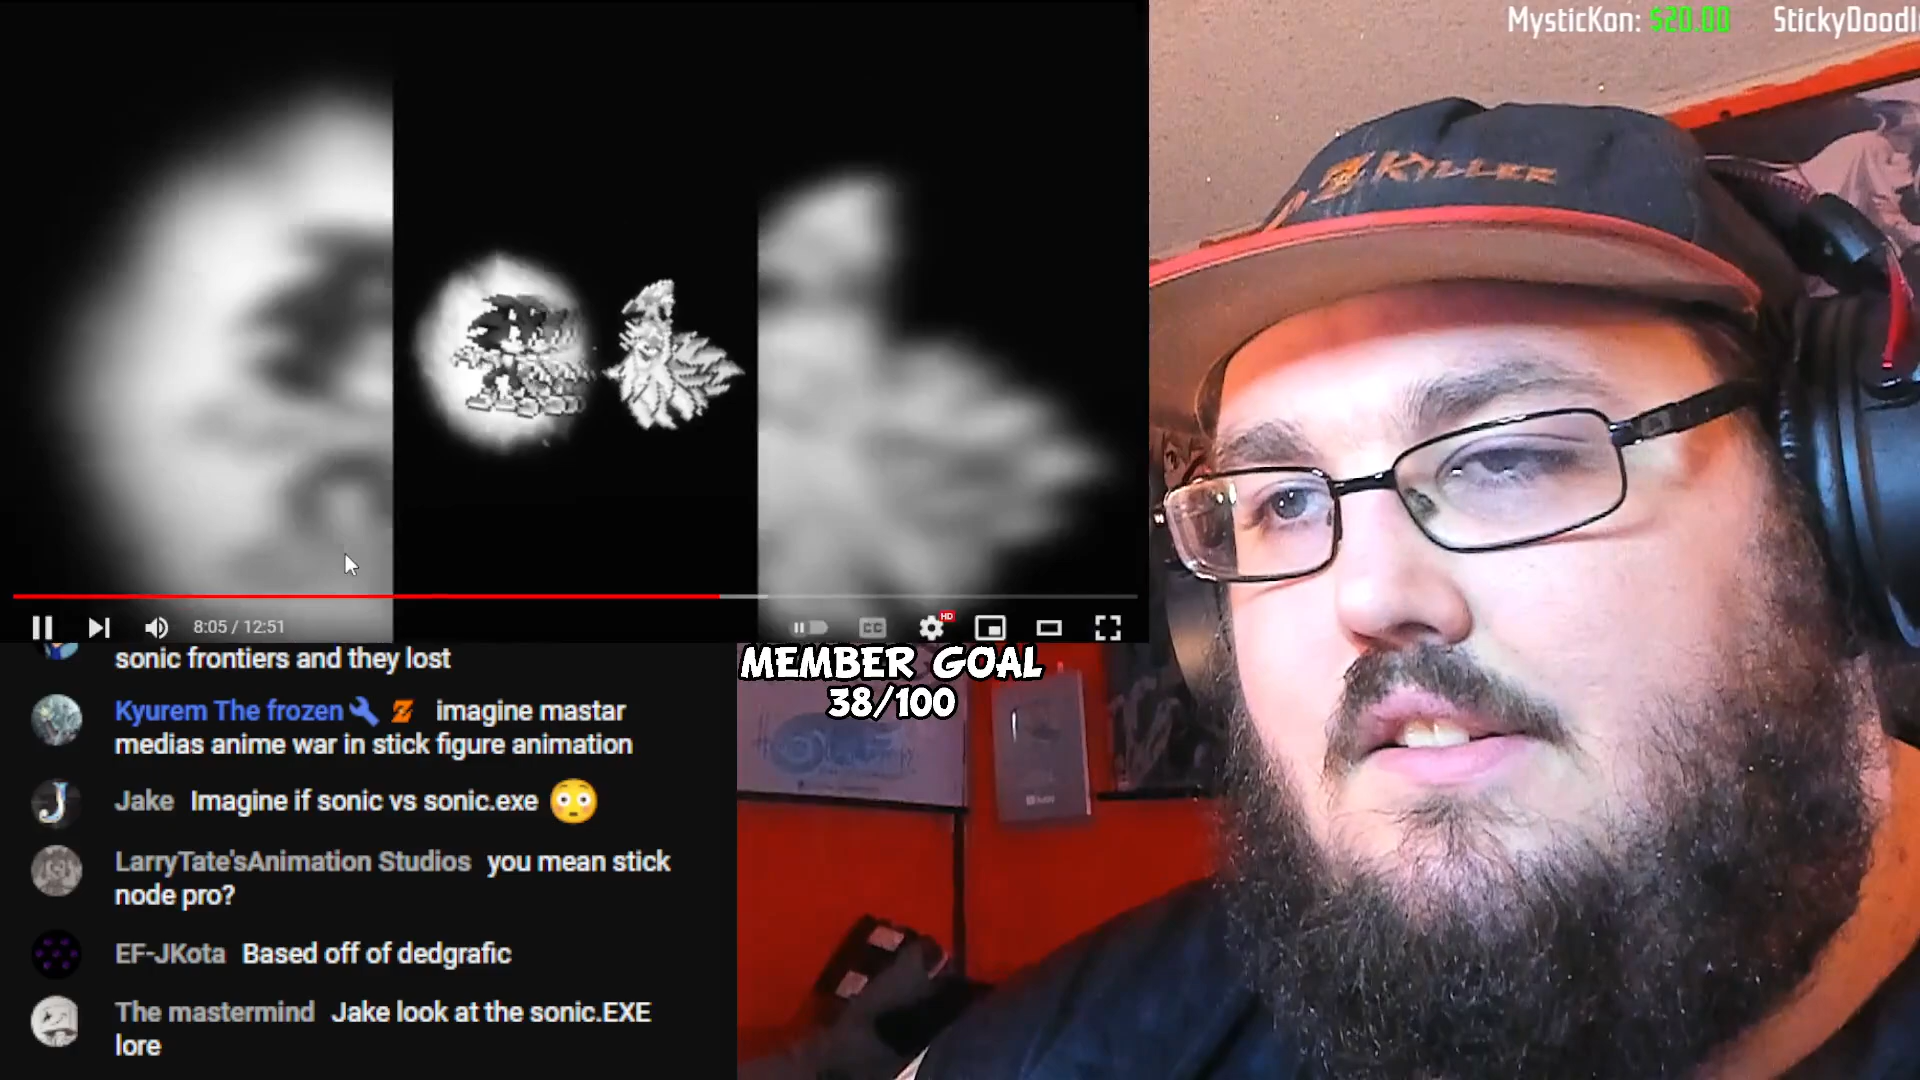 MysticKon: $20.00 StickyDoodl
KYLLER
8:05 / 12:51
CC
HD
sonic frontiers and they lost
Kyurem The frozen imagine mastar
medias anime war in stick figure animation
Jake Imagine if sonic vs sonic.exe
LarryTate'sAnimation Studios you mean stick
node pro?
EF-JKota Based off of dedgrafic
The mastermind Jake look at the sonic.EXE
lore
MEMBER GOAL
38/100